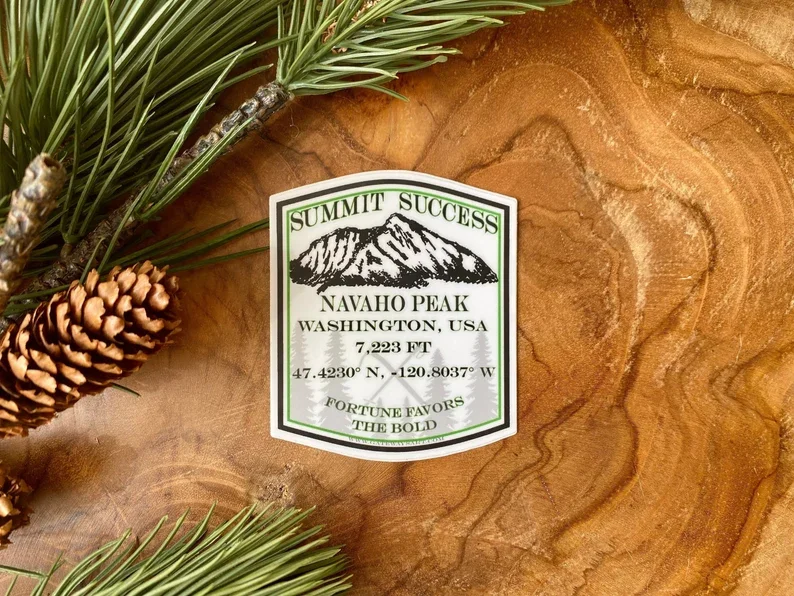 SUMMIT SUCCESS
NAVAHO PEAK
WASHINGTON, USA
7,223 FT
47.4230° N, -120.8037° W
FORTUNE FAVORS
THE BOLD